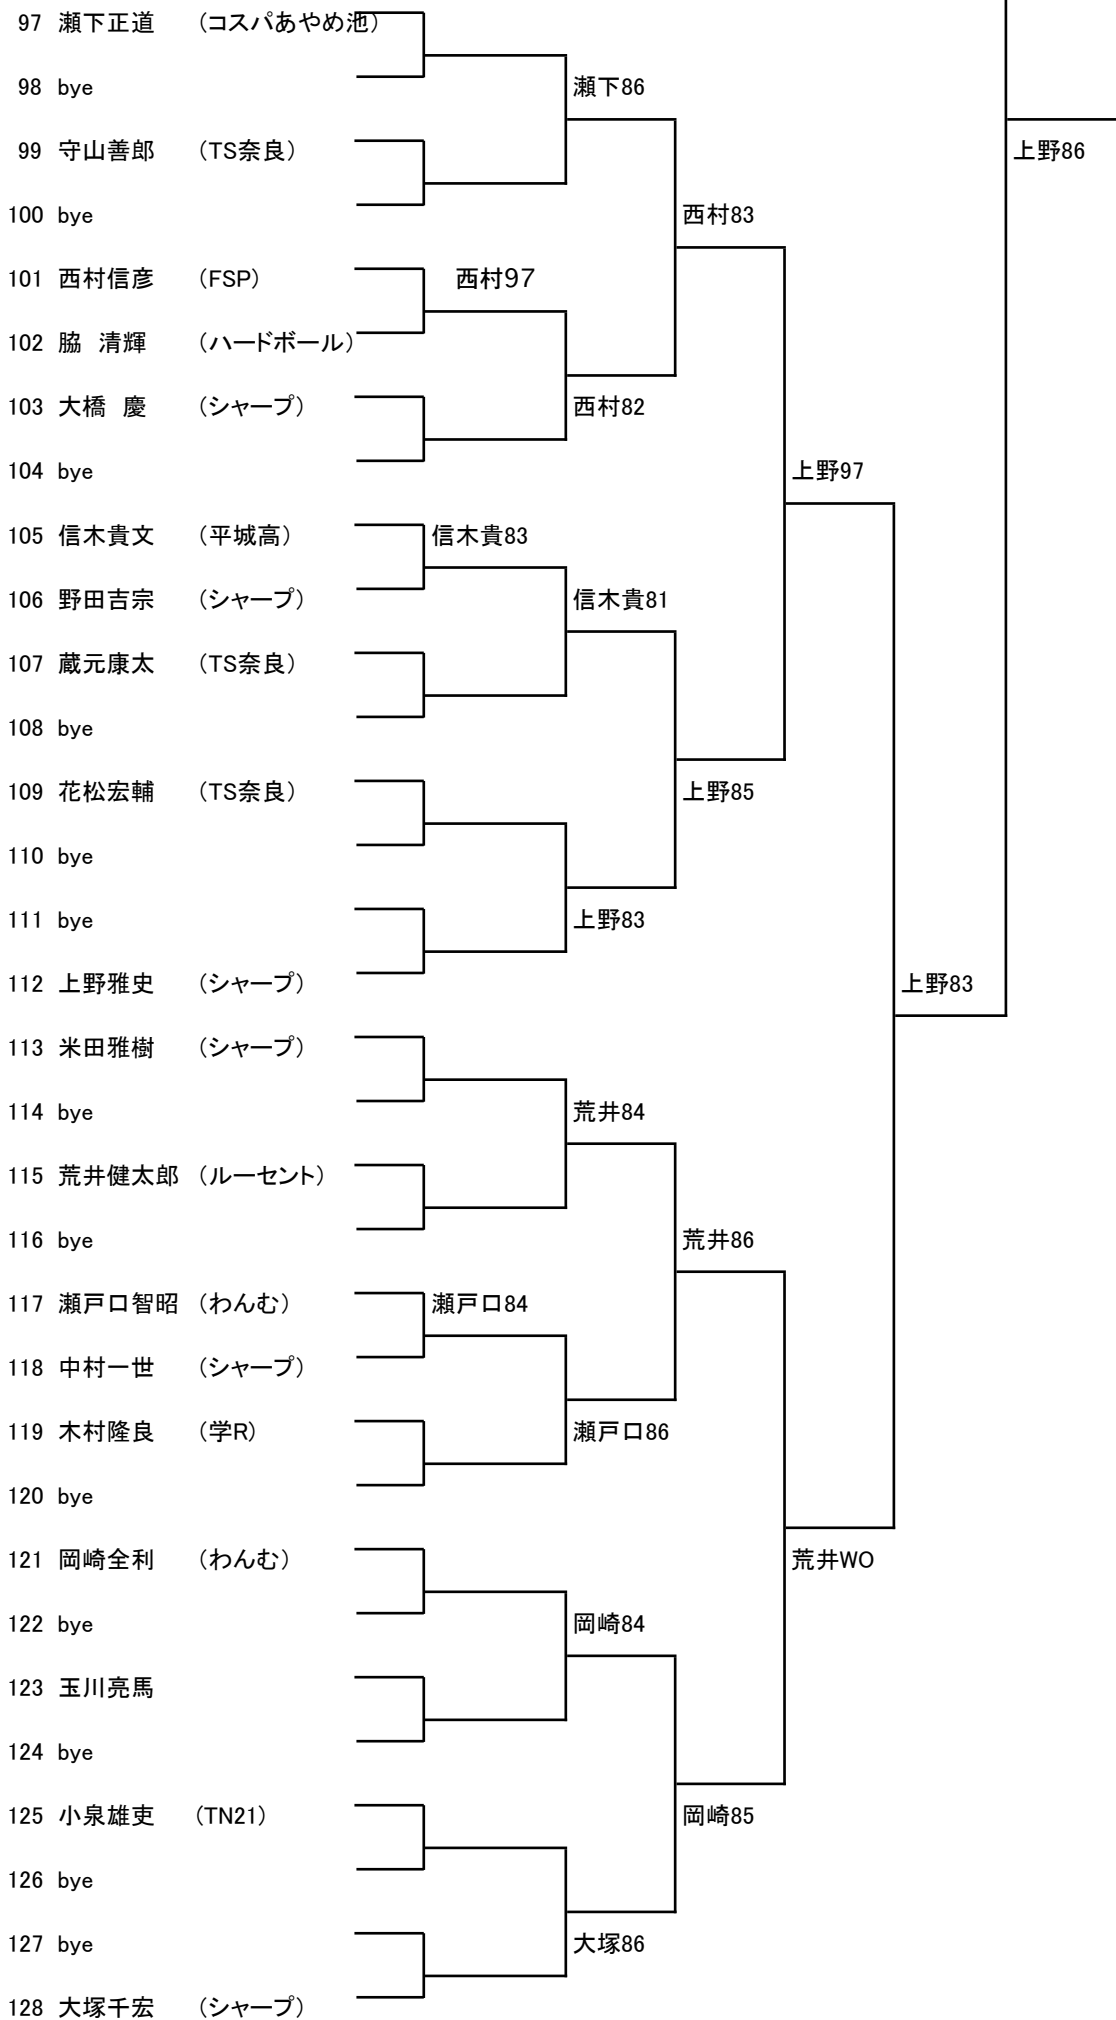 97 瀬下正道 （コスパあやめ池）
98 bye 瀬下86
99 守山善郎 （TS奈良） 上野86
100 bye 西村83
101 西村信彦 （FSP） 西村97
102 脇 清輝 （ハードボール）
103 大橋 慶 （シャープ） 西村82
104 bye 上野97
105 信木貴文 （平城高） 信木貴83
106 野田吉宗 （シャープ） 信木貴81
107 蔵元康太 （TS奈良）
108 bye
109 花松宏輔 （TS奈良） 上野85
110 bye
111 bye 上野83
112 上野雅史 （シャープ） 上野83
113 米田雅樹 （シャープ）
114 bye 荒井84
115 荒井健太郎 （ルーセント）
116 bye 荒井86
117 瀬戸口智昭 （わんむ） 瀬戸口84
118 中村一世 （シャープ）
119 木村隆良 （学R） 瀬戸口86
120 bye
121 岡崎全利 （わんむ） 荒井WO
122 bye 岡崎84
123 玉川亮馬
124 bye
125 小泉雄吏 （TN21） 岡崎85
126 bye
127 bye 大塚86
128 大塚千宏 （シャープ）